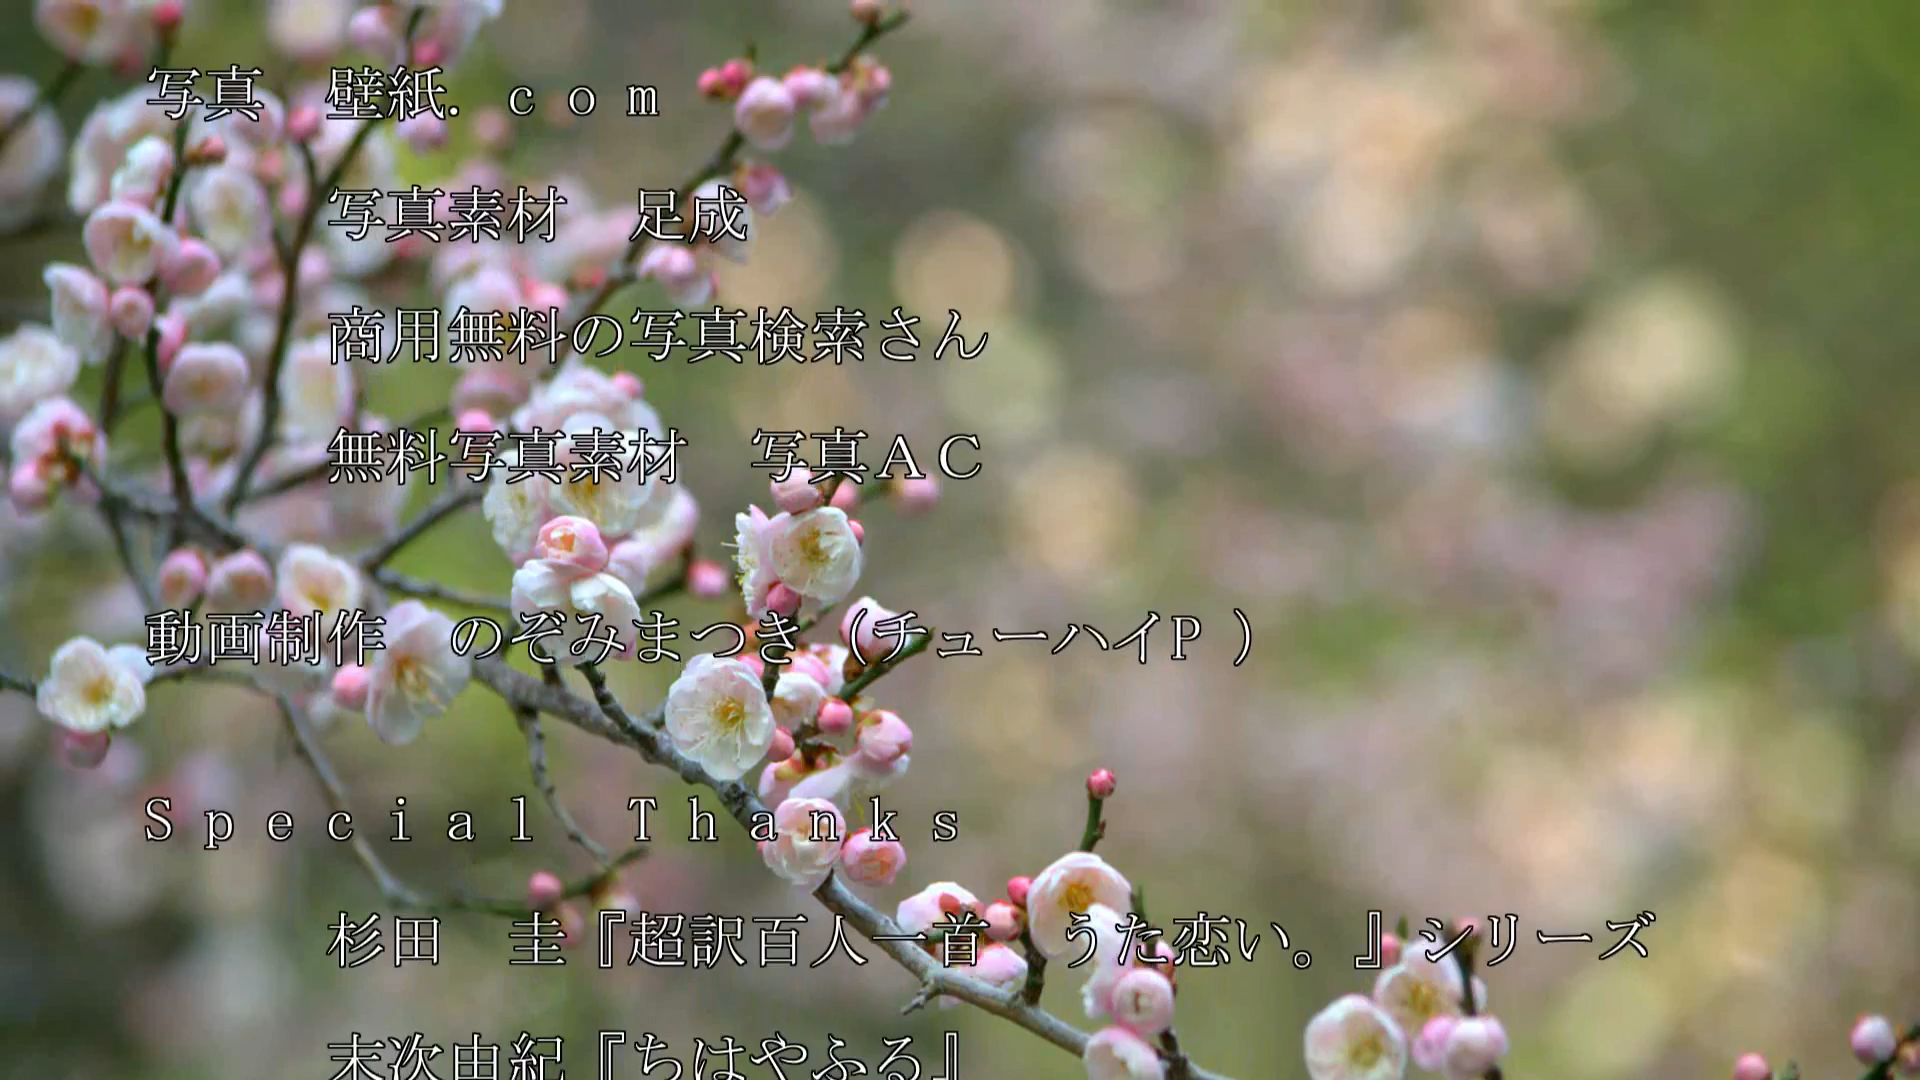 写真　壁紙．ｃｏｍ
写真素材　足成
商用無料の写真検索さん
無料写真素材　写真ＡＣ
動画制作　のぞみまつき（チューハイP ）
Ｓｐｅｃｉａｌ　Ｔｈａｎｋｓ
杉田　圭『超訳百人一首　うた恋い。』シリーズ
末次由紀『ちはやふる』